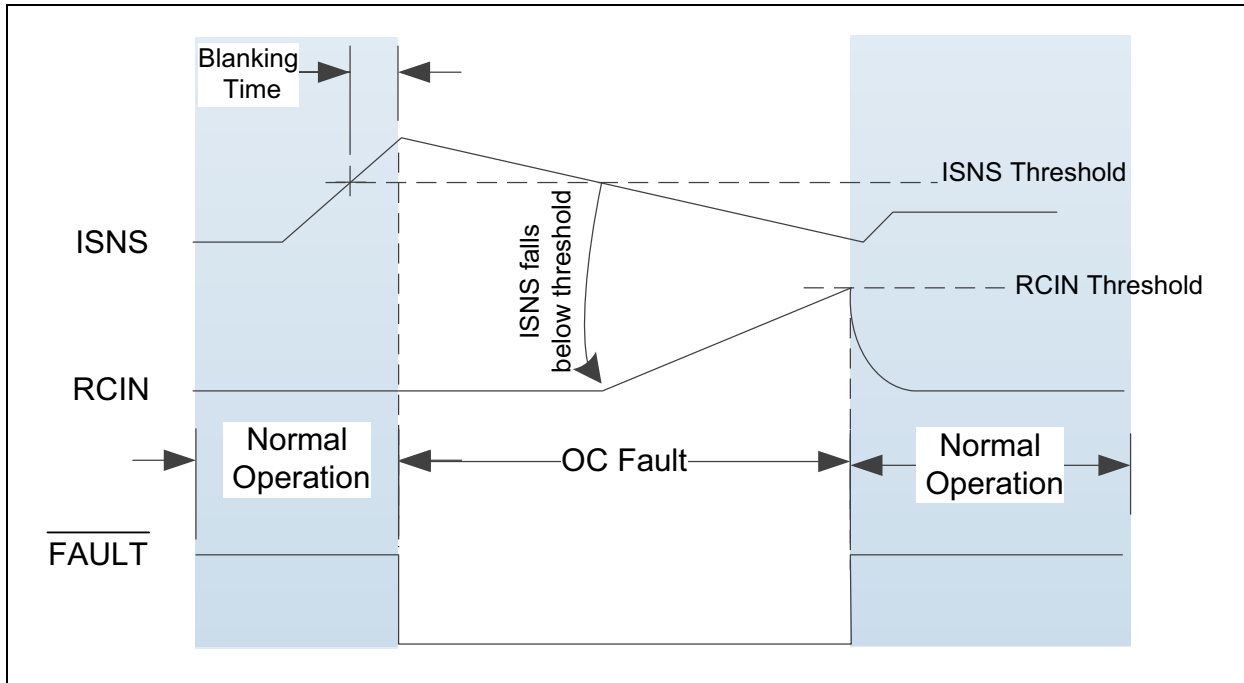 Blanking
Time
ISNS Threshold
ISNS
ISNS falls
below threshold
RCIN Threshold
RCIN
Normal
Operation
OC Fault
Normal
Operation
FAULT